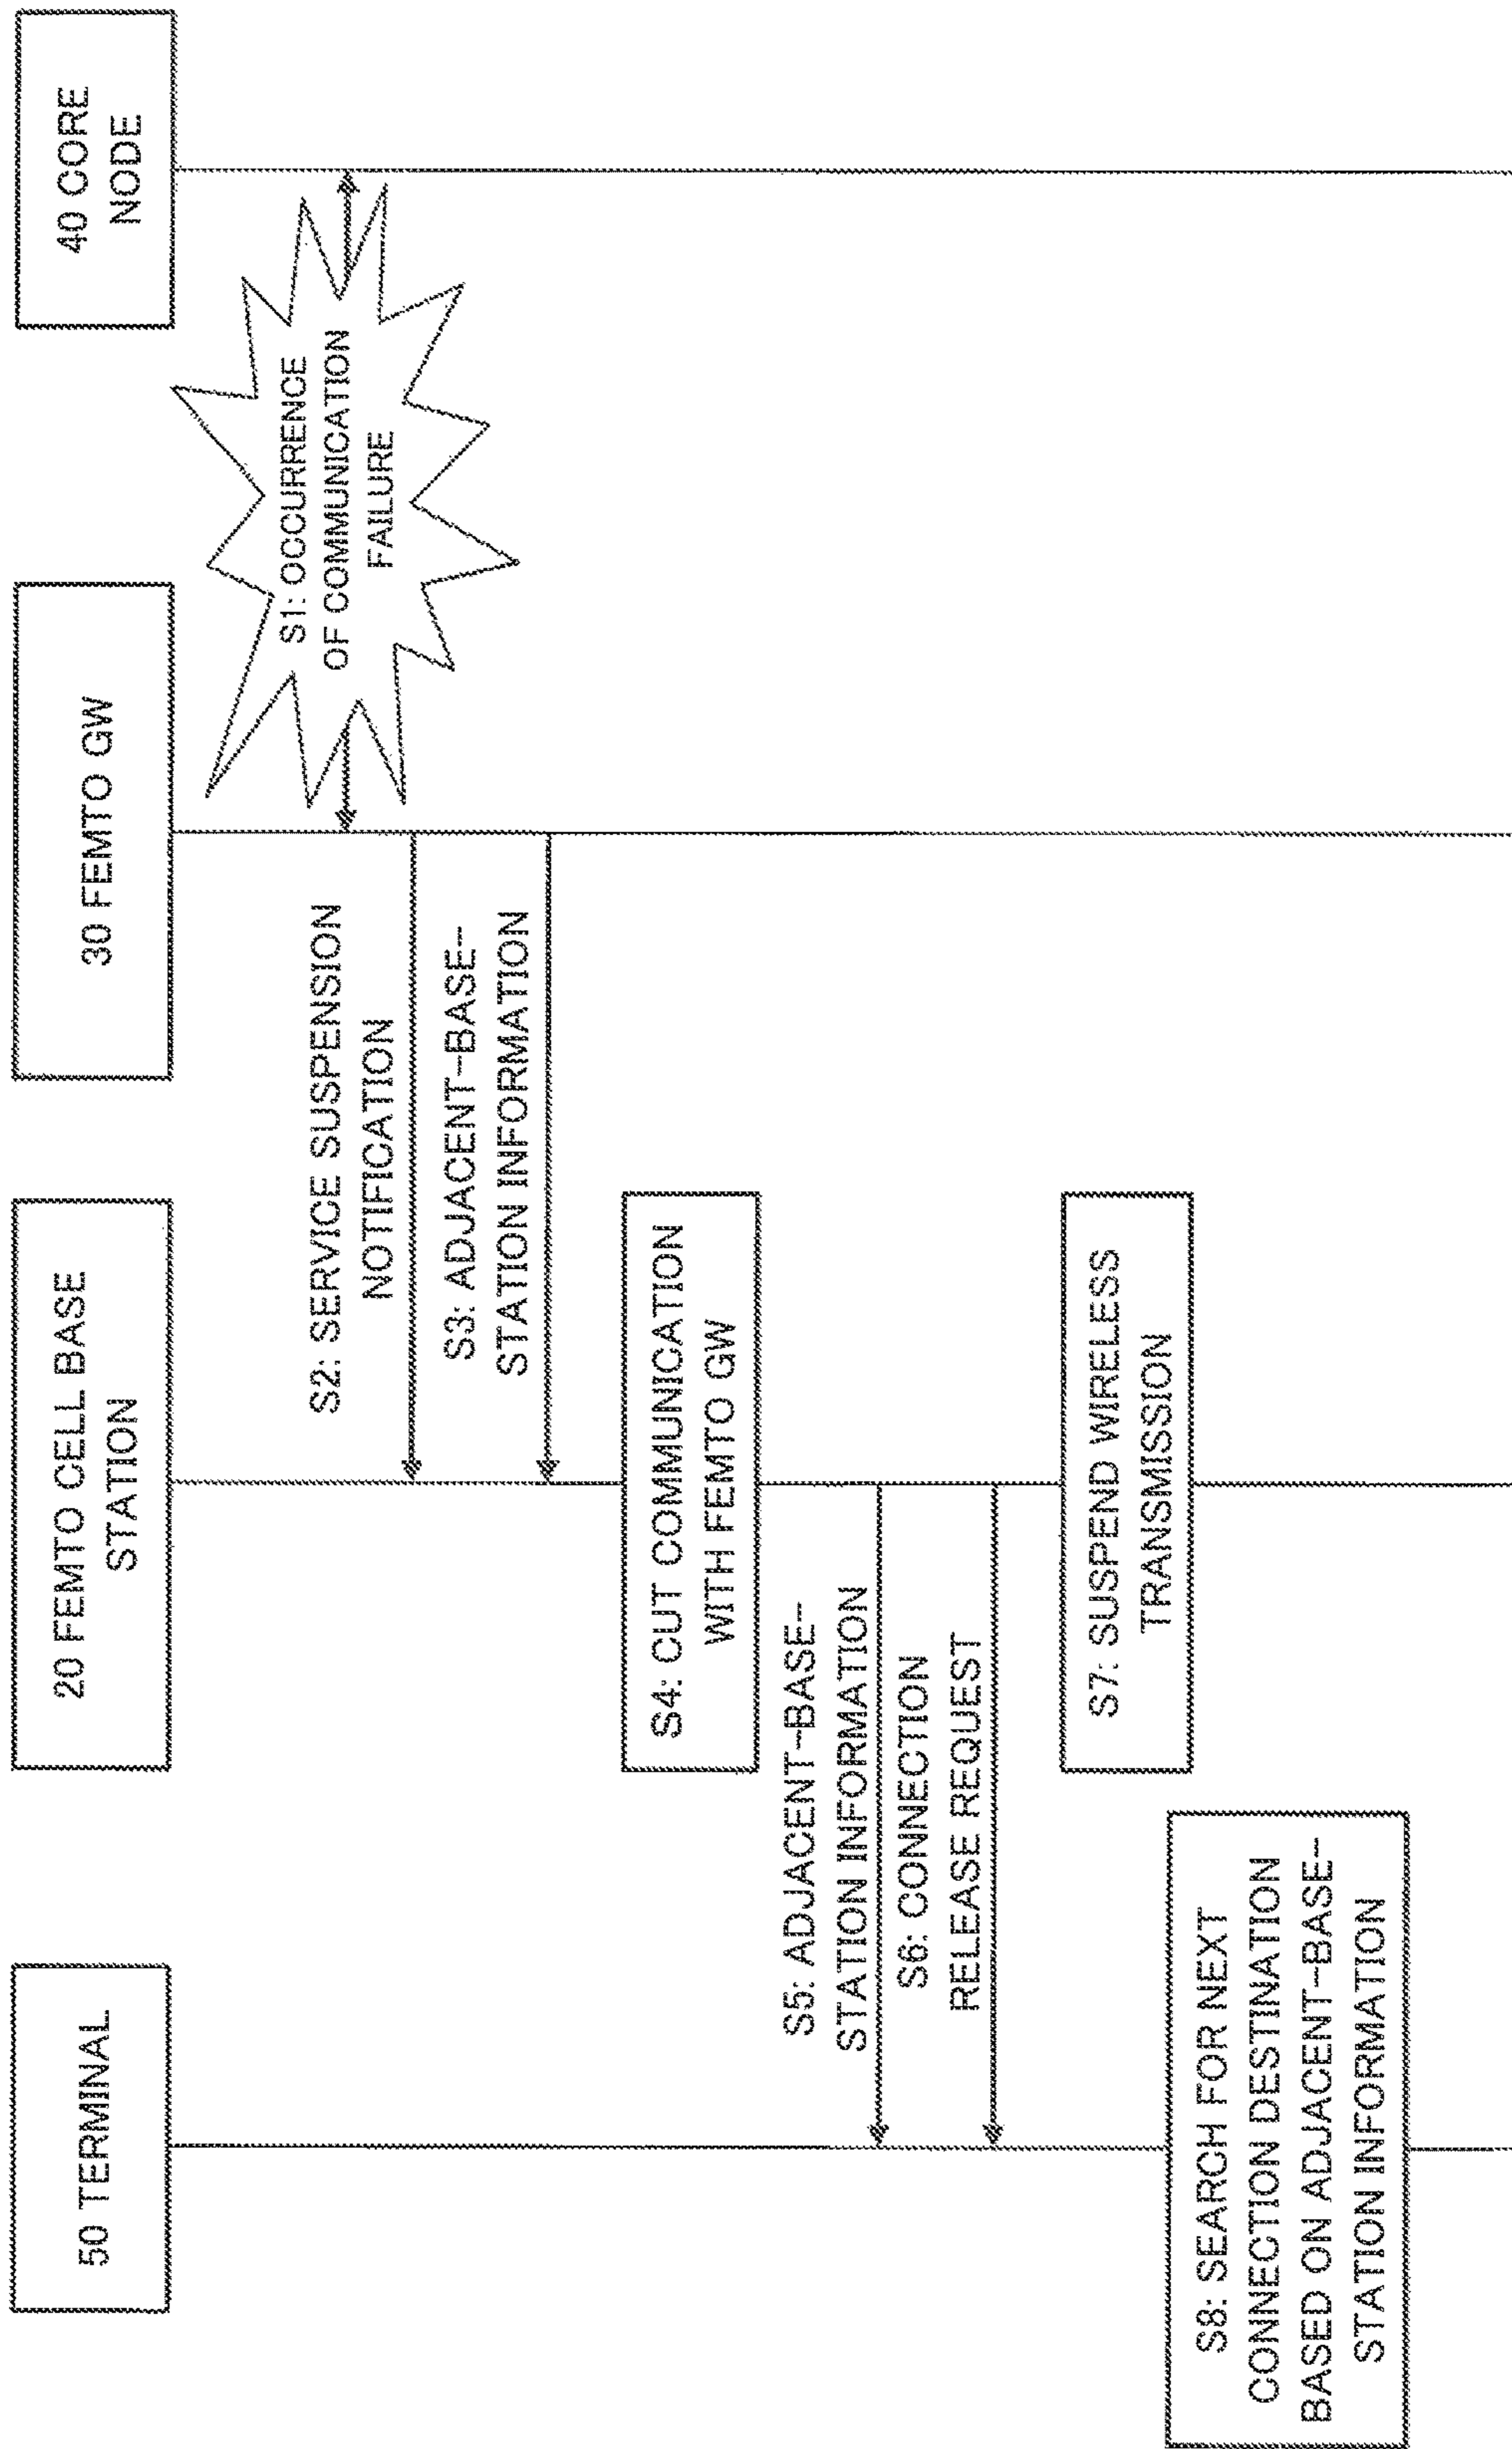 50 TERMINAL
20 FEMTO CELL BASE
STATION
30 FEMTO GW
40 CORE
NODE
S1: OCCURRENCE
OF COMMUNICATION
FAILURE
S2: SERVICE SUSPENSION
NOTIFICATION
S3: ADJACENT-BASE-
STATION INFORMATION
S4: CUT COMMUNICATION
WITH FEMTO GW
S5: ADJACENT-BASE-
STATION INFORMATION
S6: CONNECTION
RELEASE REQUEST
S7: SUSPEND WIRELESS
TRANSMISSION
S8: SEARCH FOR NEXT
CONNECTION DESTINATION
BASED ON ADJACENT-BASE-
STATION INFORMATION